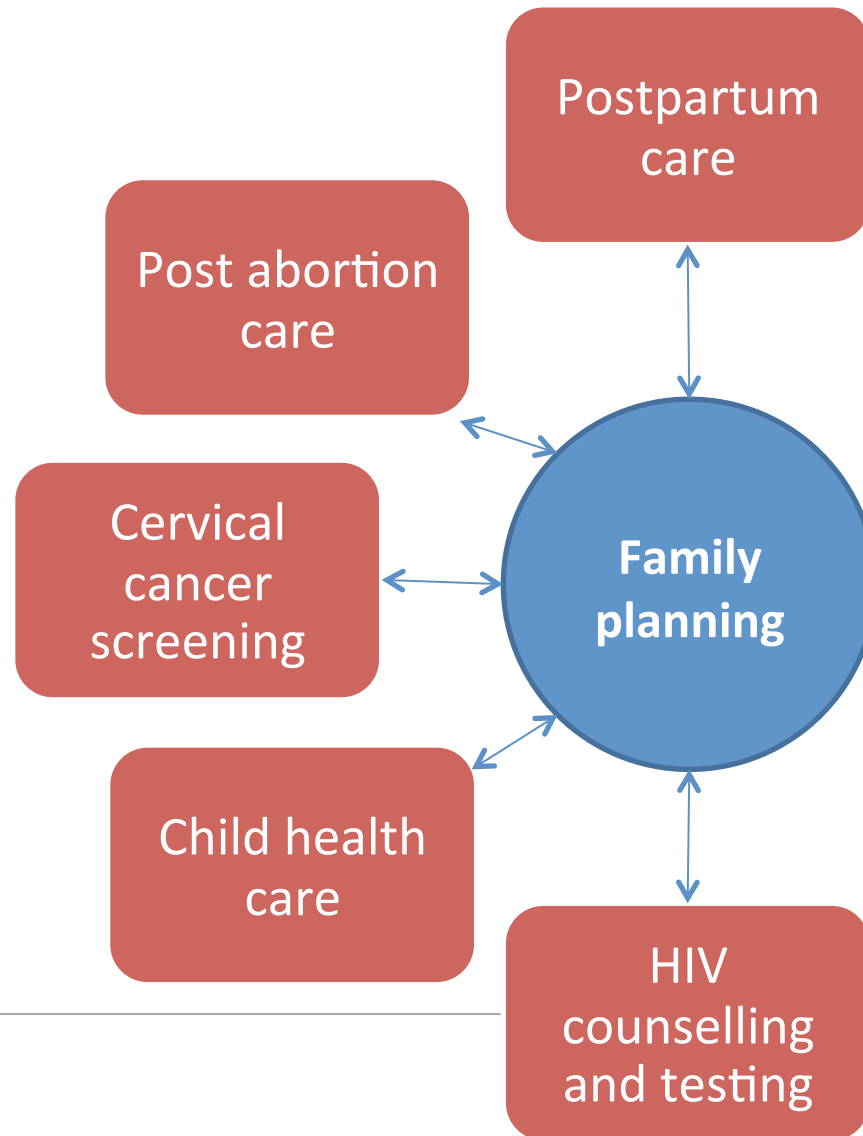 Postpartum
care
Post abortion
care
Cervical
cancer
screening
Family
planning
Child health
care
HIV
counselling
and testing